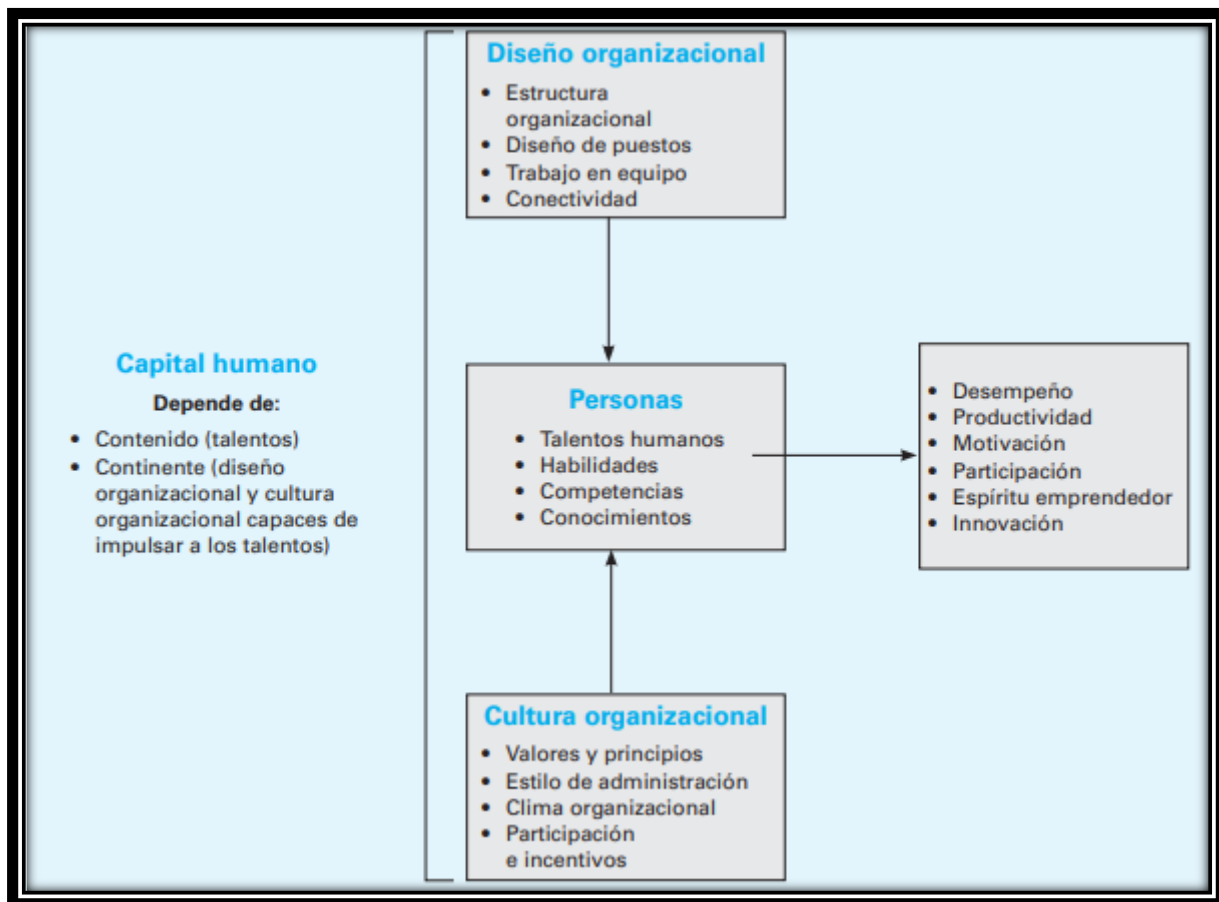 Diseño organizacional
• Estructura
organizacional
• Diseño de puestos
• Trabajo en equipo
• Conectividad
Capital humano
Depende de:
• Contenido (talentos)
• Continente (diseño
organizacional y cultura
organizacional capaces de
impulsar a los talentos)
Personas
• Talentos humanos
• Habilidades
• Competencias
• Conocimientos
• Desempeño
• Productividad
• Motivación
• Participación
• Espíritu emprendedor
• Innovación
Cultura organizacional
• Valores y principios
• Estilo de administración
• Clima organizacional
• Participación
e incentivos